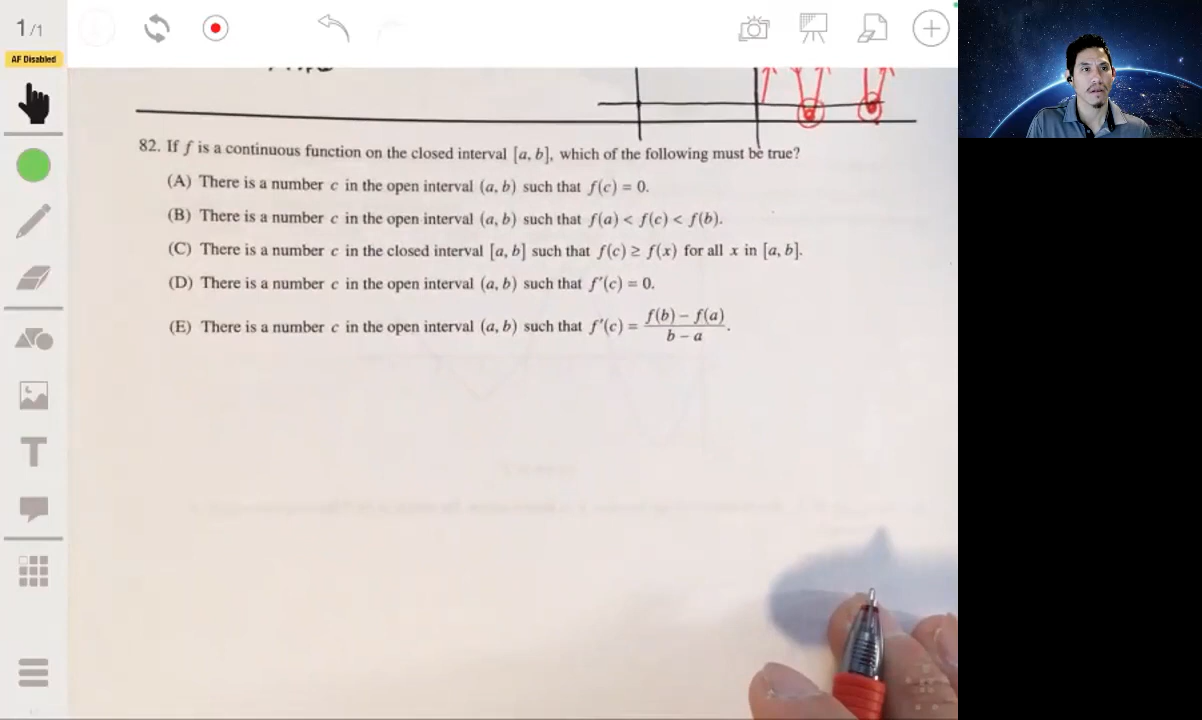 1/1
AF Disabled
82. If f is a continuous function on the closed interval [a, b], which of the following must be true?
(A) There is a number c in the open interval (a, b) such that f(c) = 0.
(B) There is a number c in the open interval (a, b) such that f(a) < f(c) < f(b).
(C) There is a number c in the closed interval [a, b] such that f(c) ≥ f(x) for all x in [a, b].
(D) There is a number c in the open interval (a, b) such that f′(c) = 0.
(E) There is a number c in the open interval (a, b) such that f′(c) = f(b) − f(a) / b − a.
T